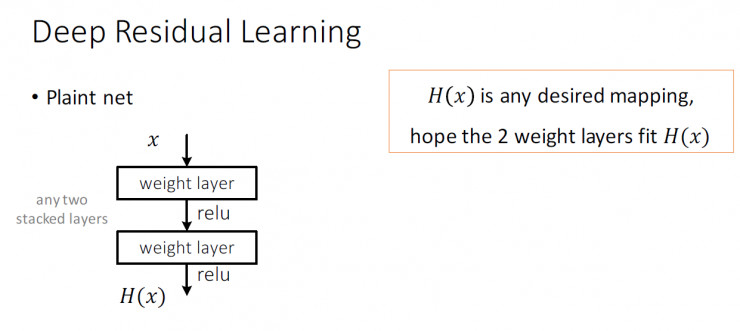 Deep Residual Learning
• Plaint net
H(x) is any desired mapping,
hope the 2 weight layers fit H(x)
x
weight layer
any two
stacked layers
relu
weight layer
relu
H(x)